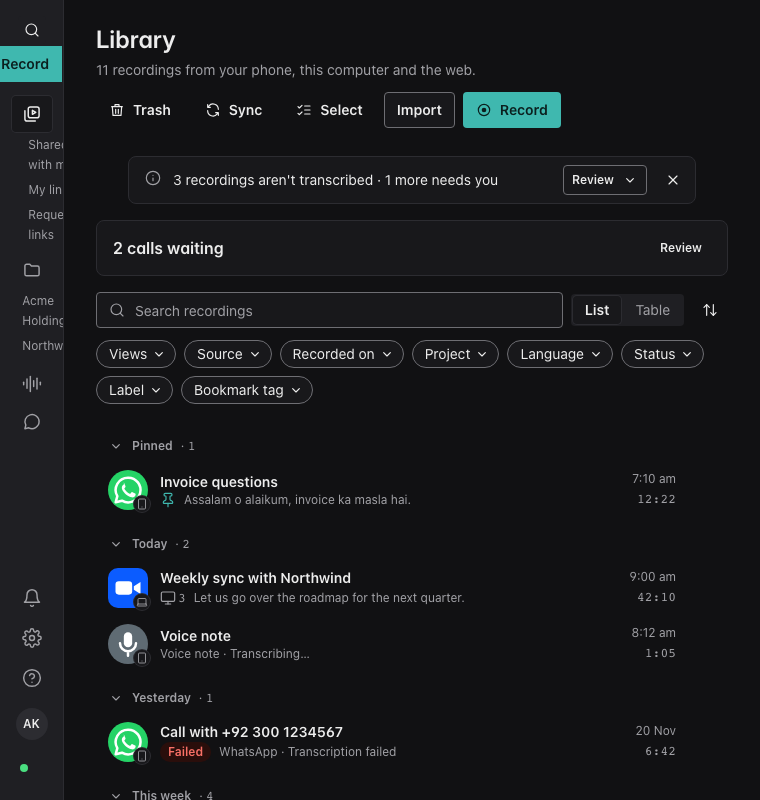 Record
Shared
with m
My lin
Reque
links
Acme
Holding
Northw
AK
Library
11 recordings from your phone, this computer and the web.
Trash Sync Select Import Record
3 recordings aren't transcribed · 1 more needs you Review
2 calls waiting Review
Search recordings List Table
Views Source Recorded on Project Language Status
Label Bookmark tag
Pinned · 1
Invoice questions 7:10 am
Assalam o alaikum, invoice ka masla hai. 12:22
Today · 2
Weekly sync with Northwind 9:00 am
3 Let us go over the roadmap for the next quarter. 42:10
Voice note 8:12 am
Voice note · Transcribing... 1:05
Yesterday · 1
Call with +92 300 1234567 20 Nov
Failed WhatsApp · Transcription failed 6:42
This week · 4